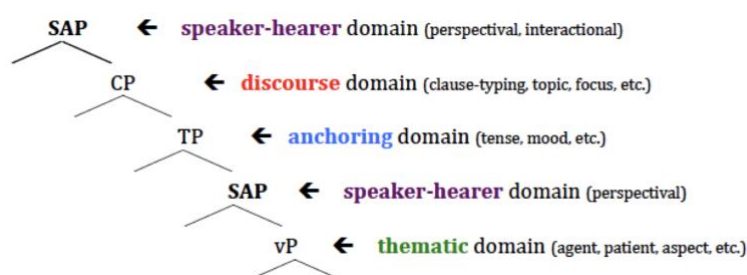 SAP ← speaker-hearer domain (perspectival, interactional)
CP ← discourse domain (clause-typing, topic, focus, etc.)
TP ← anchoring domain (tense, mood, etc.)
SAP ← speaker-hearer domain (perspectival)
vP ← thematic domain (agent, patient, aspect, etc.)